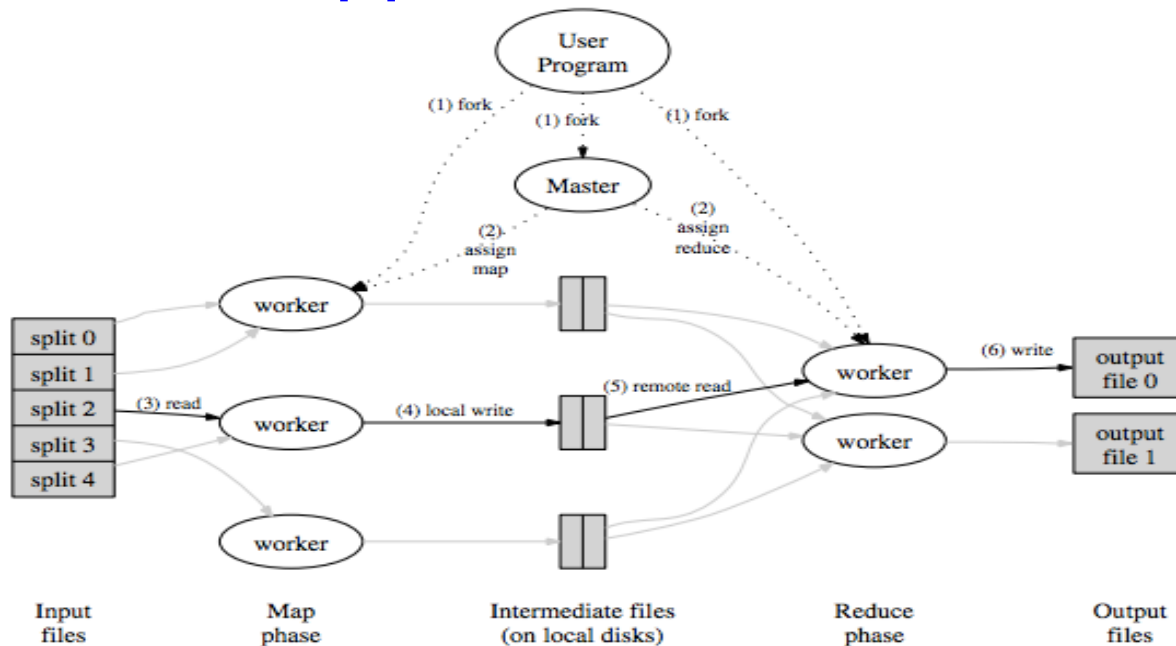 User
Program
(1) fork
(1) fork
(1) fork
Master
(2)
assign
map
(2)
assign
reduce
worker
split 0
split 1
split 2
split 3
split 4
(3) read
worker
(4) local write
(5) remote read
worker
(6) write
output
file 0
worker
output
file 1
worker
Input
files
Map
phase
Intermediate files
(on local disks)
Reduce
phase
Output
files